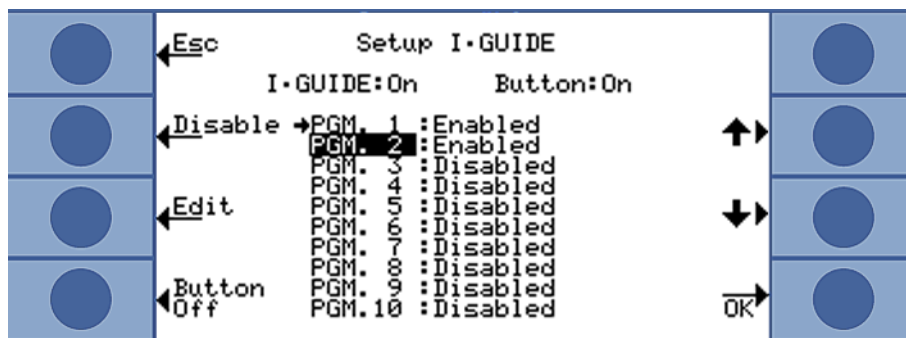 Esc Setup I·GUIDE
I·GUIDE:On Button:On
Disable ➔PGM. 1 :Enabled
PGM. 2 :Enabled
PGM. 3 :Disabled
PGM. 4 :Disabled
Edit PGM. 5 :Disabled
PGM. 6 :Disabled
PGM. 7 :Disabled
PGM. 8 :Disabled
Button PGM. 9 :Disabled
Off PGM.10 :Disabled OK